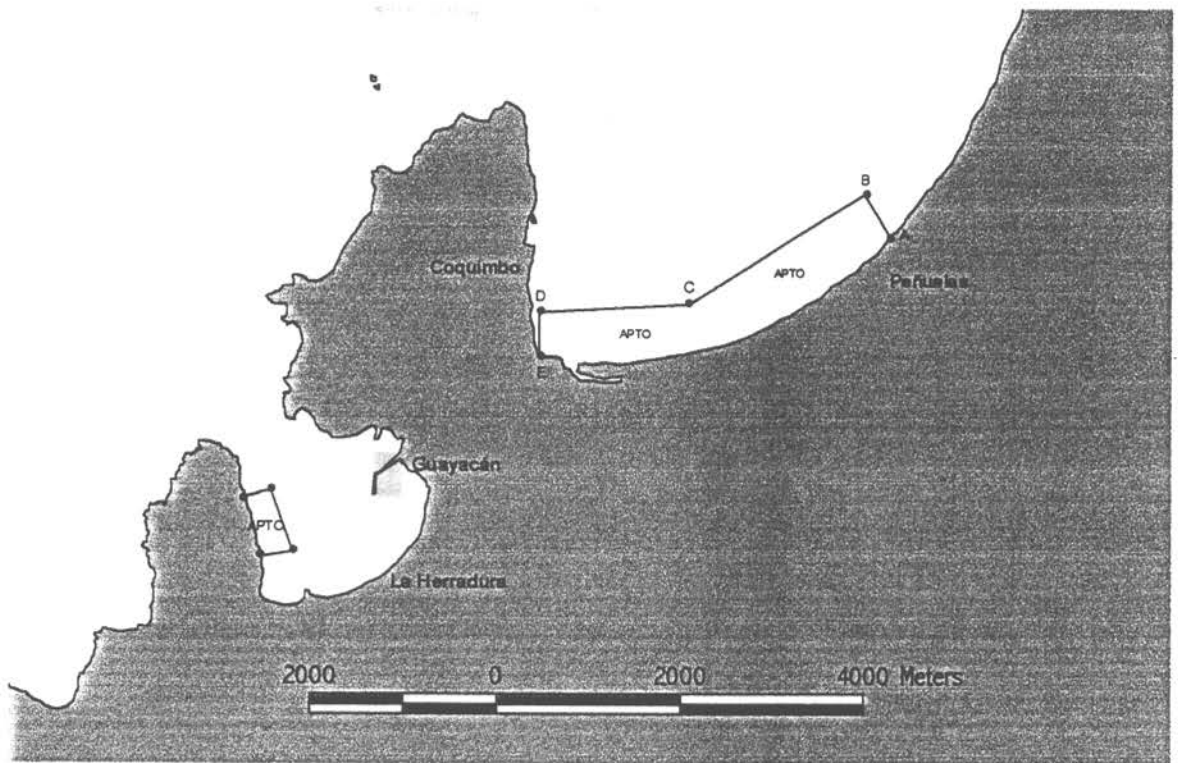 B
A
Coquimbo
APTO
Peñuelas
C
D
APTO
E
Guayacán
APTO
La Herradura
2000 0 2000 4000 Meters